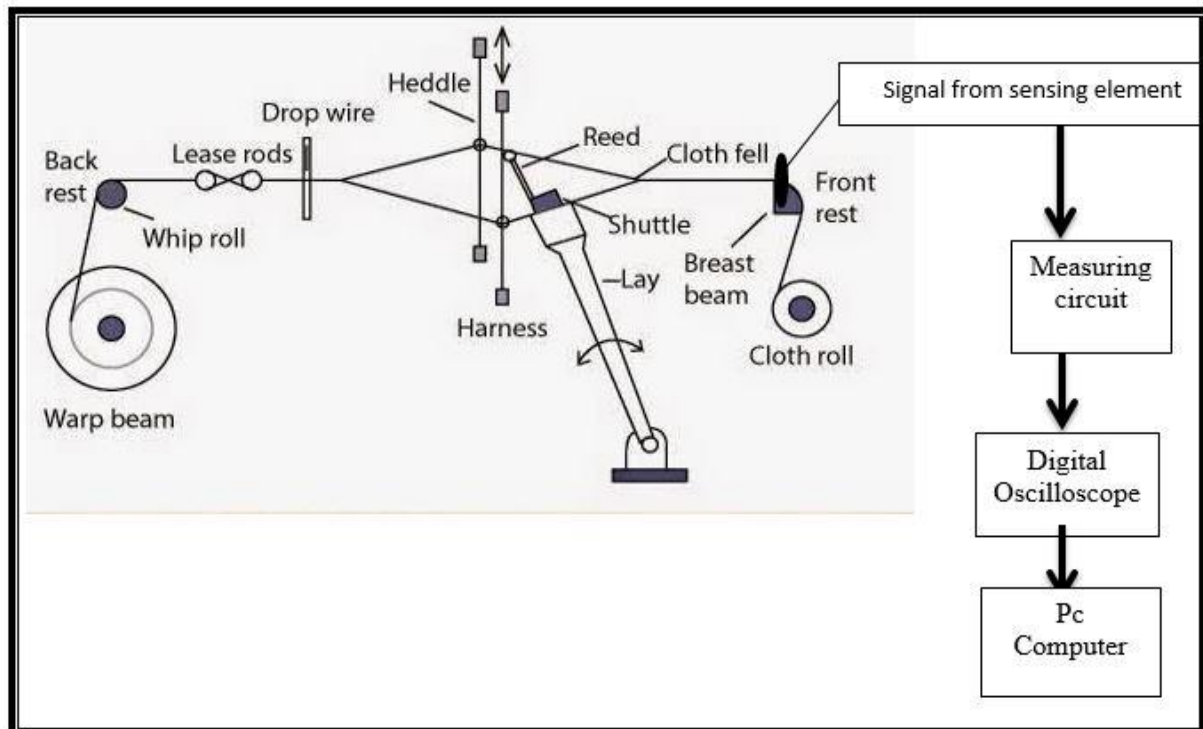 Heddle
Drop wire
Lease rods
Back
rest
Whip roll
Warp beam
Harness
Reed
Cloth fell
Shuttle
Lay
Breast
beam
Front
rest
Cloth roll
Signal from sensing element
Measuring
circuit
Digital
Oscilloscope
Pc
Computer